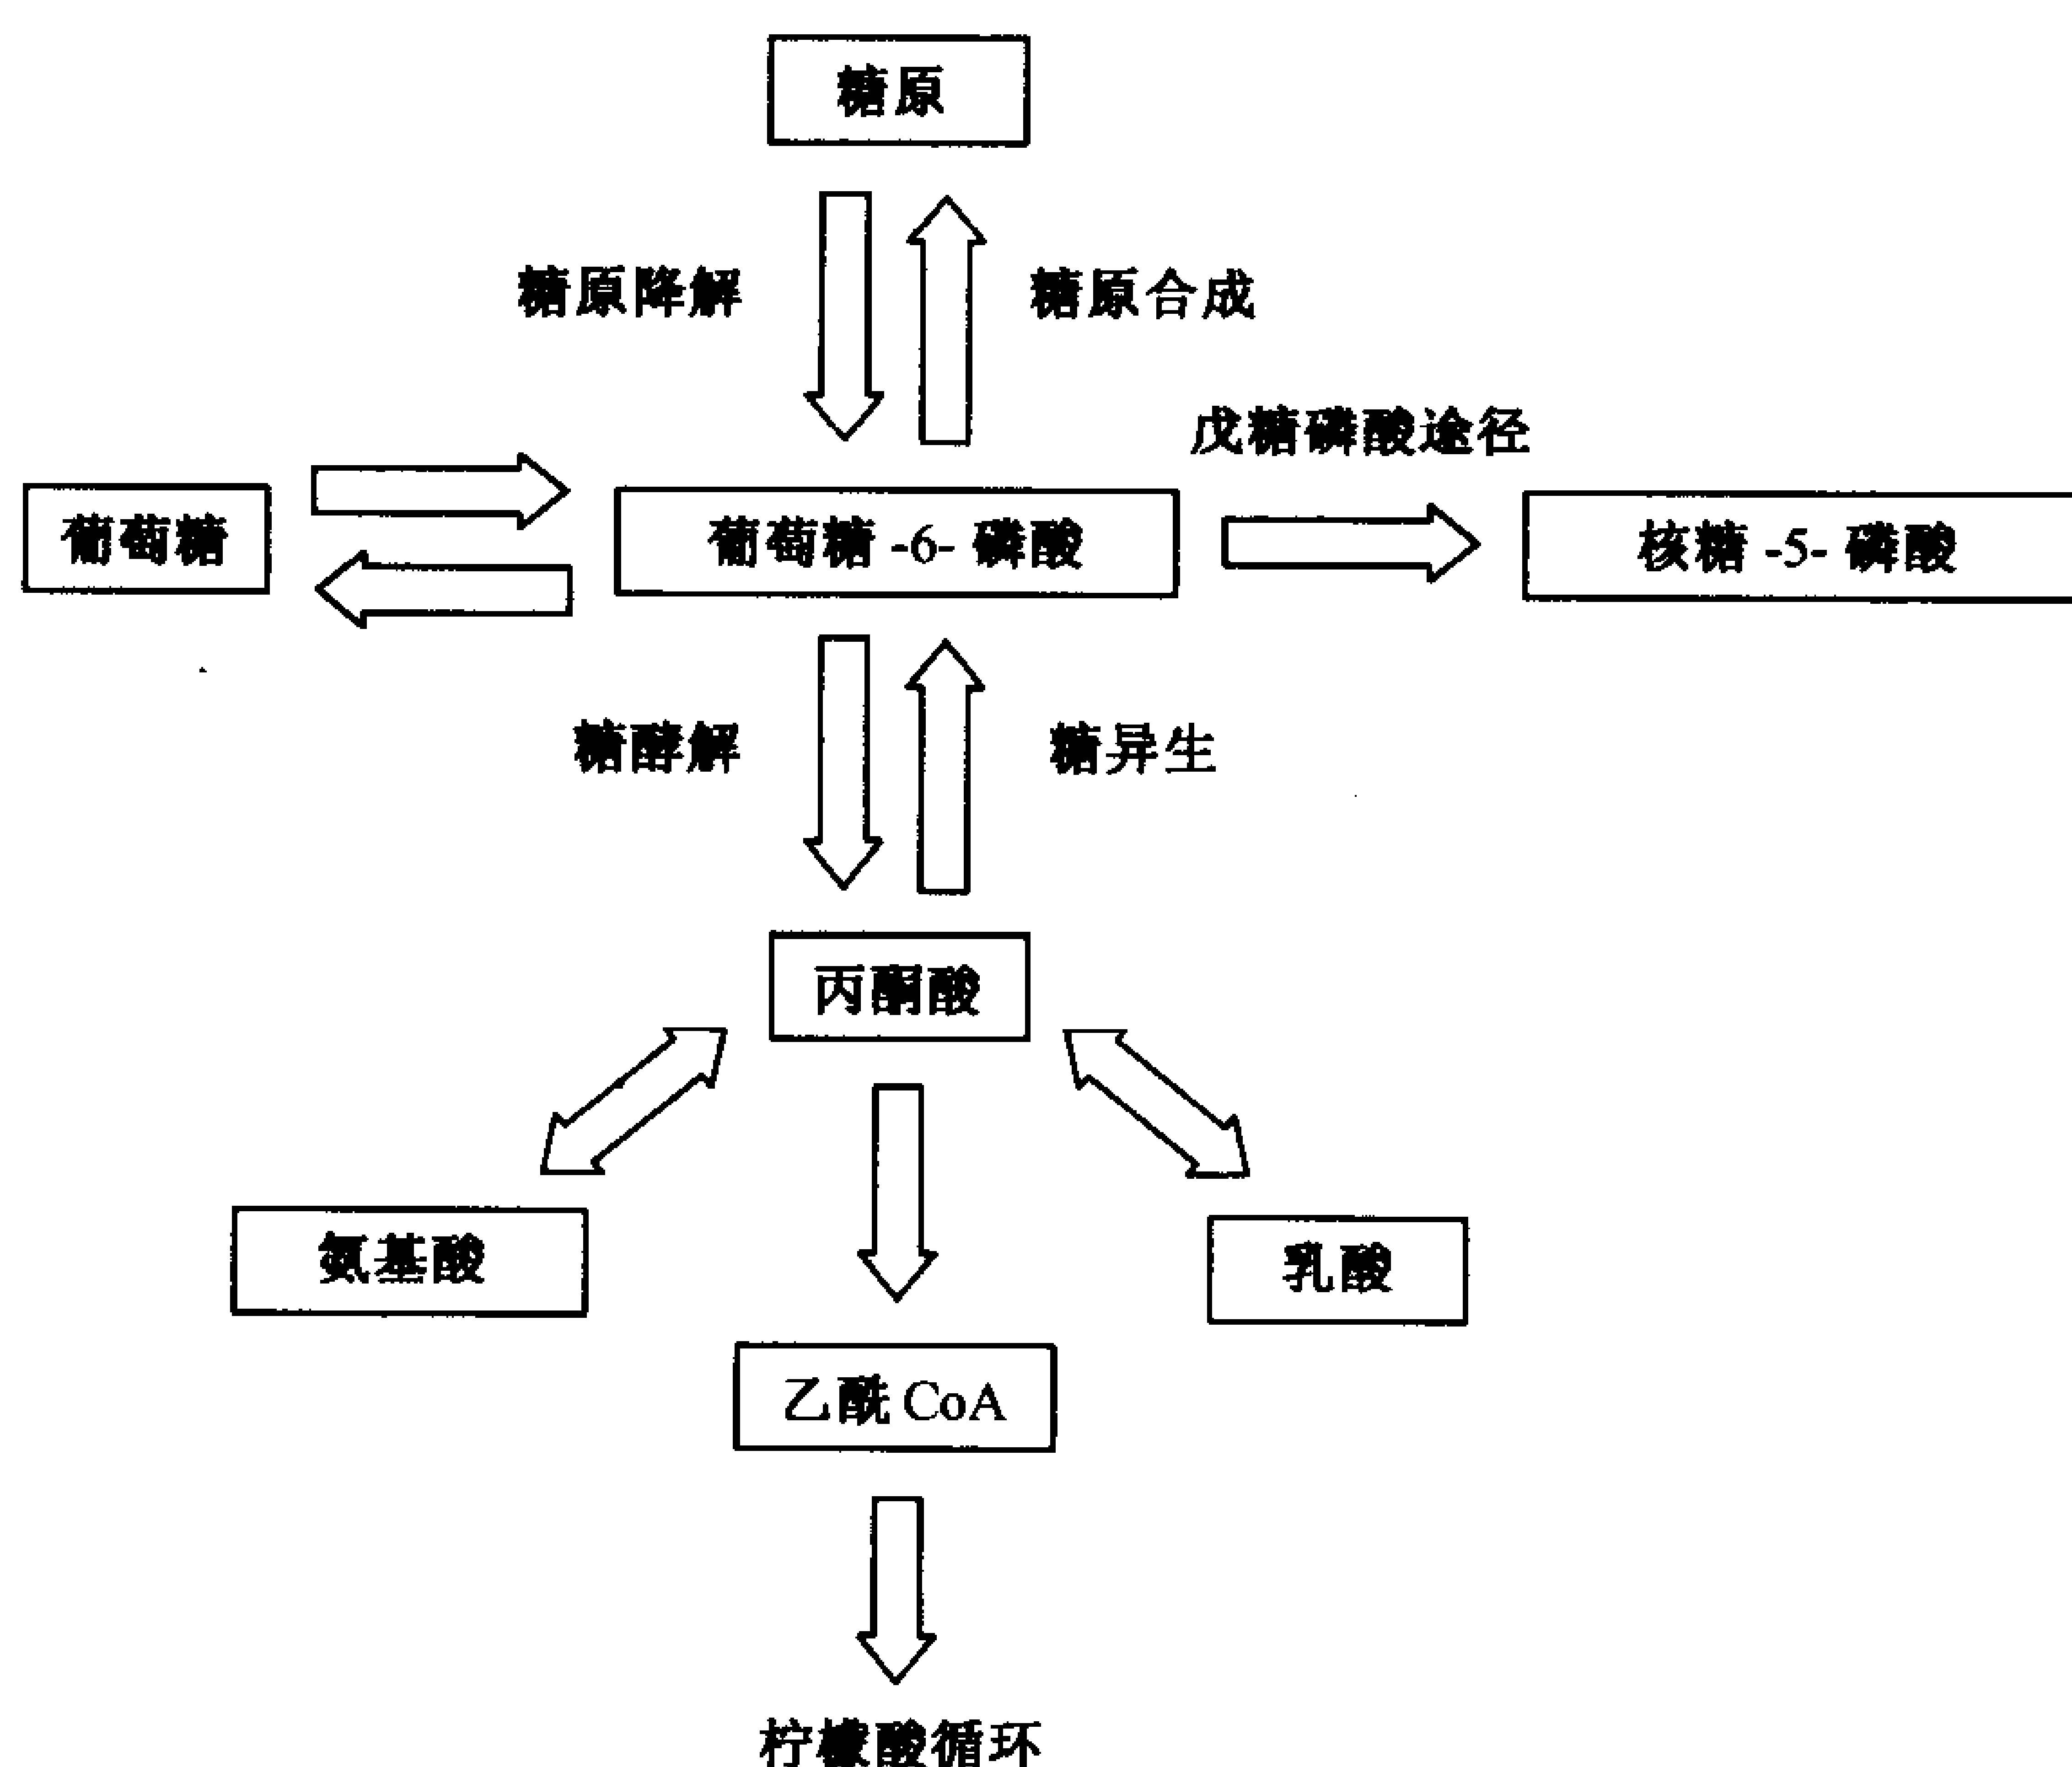 糖原
糖原降解
糖原合成
戊糖磷酸途径
葡萄糖
葡萄糖-6-磷酸
核糖-5-磷酸
糖酵解
糖异生
丙酮酸
氨基酸
乳酸
乙酰CoA
柠檬酸循环